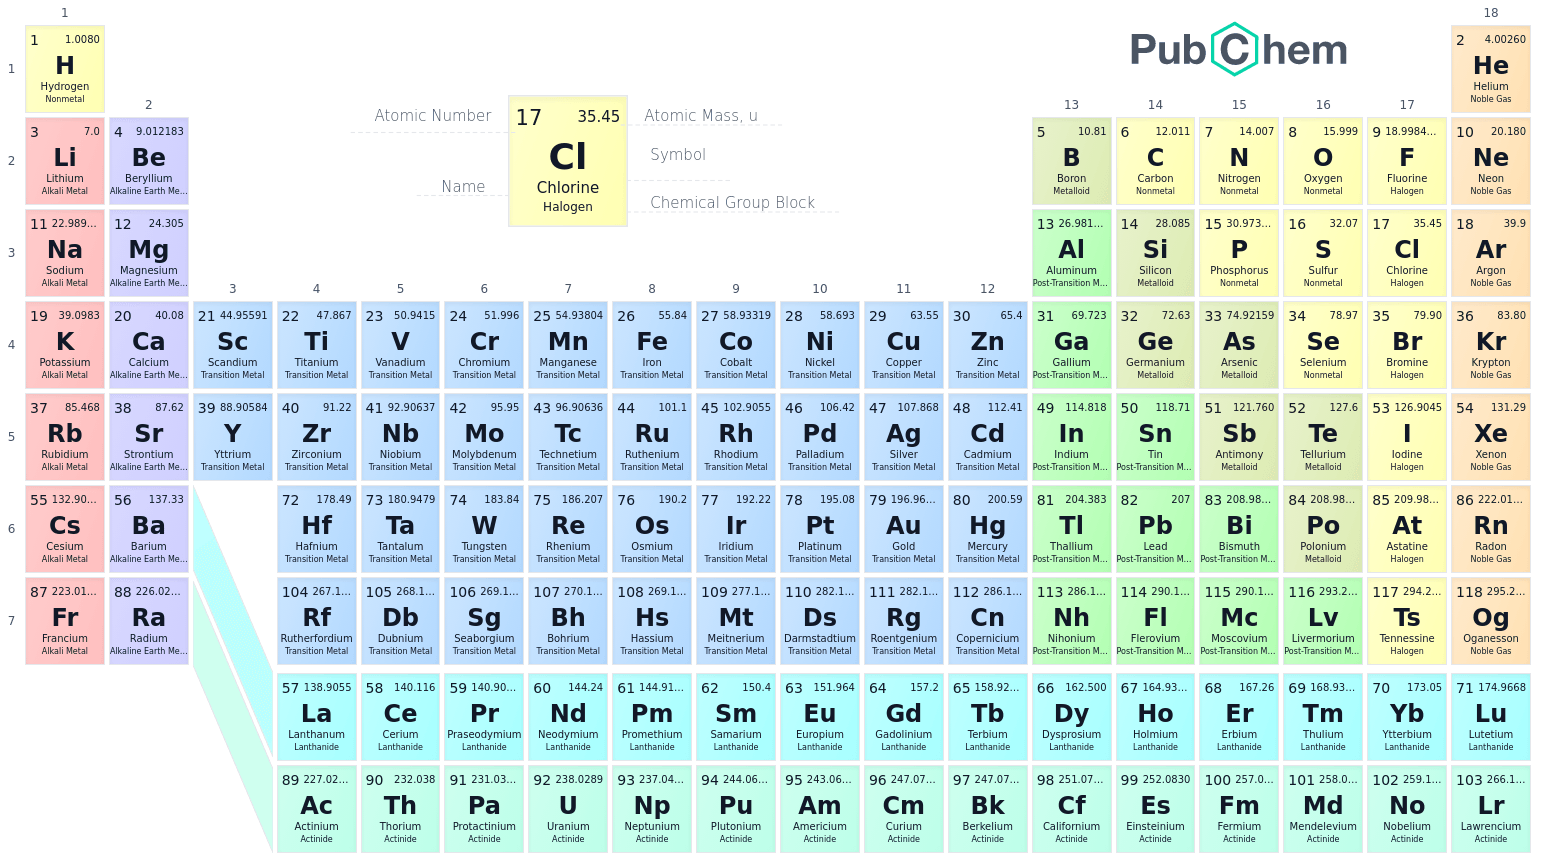 1
18
1 1.0080
H
Hydrogen
Nonmetal
PubChem
2 4.00260
He
Helium
Noble Gas
1
2
13 14 15 16 17
Atomic Number
17 35.45
Cl
Chlorine
Halogen
Atomic Mass, u
Symbol
Name
Chemical Group Block
2
3 7.0
Li
Lithium
Alkali Metal
4 9.012183
Be
Beryllium
Alkaline Earth Me...
5 10.81
B
Boron
Metalloid
6 12.011
C
Carbon
Nonmetal
7 14.007
N
Nitrogen
Nonmetal
8 15.999
O
Oxygen
Nonmetal
9 18.9984...
F
Fluorine
Halogen
10 20.180
Ne
Neon
Noble Gas
3
11 22.989...
Na
Sodium
Alkali Metal
12 24.305
Mg
Magnesium
Alkaline Earth Me...
13 26.981...
Al
Aluminum
Post-Transition M...
14 28.085
Si
Silicon
Metalloid
15 30.973...
P
Phosphorus
Nonmetal
16 32.07
S
Sulfur
Nonmetal
17 35.45
Cl
Chlorine
Halogen
18 39.9
Ar
Argon
Noble Gas
3 4 5 6 7 8 9 10 11 12
4
19 39.0983
K
Potassium
Alkali Metal
20 40.08
Ca
Calcium
Alkaline Earth Me...
21 44.95591
Sc
Scandium
Transition Metal
22 47.867
Ti
Titanium
Transition Metal
23 50.9415
V
Vanadium
Transition Metal
24 51.996
Cr
Chromium
Transition Metal
25 54.93804
Mn
Manganese
Transition Metal
26 55.84
Fe
Iron
Transition Metal
27 58.93319
Co
Cobalt
Transition Metal
28 58.693
Ni
Nickel
Transition Metal
29 63.55
Cu
Copper
Transition Metal
30 65.4
Zn
Zinc
Transition Metal
31 69.723
Ga
Gallium
Post-Transition M...
32 72.63
Ge
Germanium
Metalloid
33 74.92159
As
Arsenic
Metalloid
34 78.97
Se
Selenium
Nonmetal
35 79.90
Br
Bromine
Halogen
36 83.80
Kr
Krypton
Noble Gas
5
37 85.468
Rb
Rubidium
Alkali Metal
38 87.62
Sr
Strontium
Alkaline Earth Me...
39 88.90584
Y
Yttrium
Transition Metal
40 91.22
Zr
Zirconium
Transition Metal
41 92.90637
Nb
Niobium
Transition Metal
42 95.95
Mo
Molybdenum
Transition Metal
43 96.90636
Tc
Technetium
Transition Metal
44 101.1
Ru
Ruthenium
Transition Metal
45 102.9055
Rh
Rhodium
Transition Metal
46 106.42
Pd
Palladium
Transition Metal
47 107.868
Ag
Silver
Transition Metal
48 112.41
Cd
Cadmium
Transition Metal
49 114.818
In
Indium
Post-Transition M...
50 118.71
Sn
Tin
Post-Transition M...
51 121.760
Sb
Antimony
Metalloid
52 127.6
Te
Tellurium
Metalloid
53 126.9045
I
Iodine
Halogen
54 131.29
Xe
Xenon
Noble Gas
6
55 132.90...
Cs
Cesium
Alkali Metal
56 137.33
Ba
Barium
Alkaline Earth Me...
72 178.49
Hf
Hafnium
Transition Metal
73 180.9479
Ta
Tantalum
Transition Metal
74 183.84
W
Tungsten
Transition Metal
75 186.207
Re
Rhenium
Transition Metal
76 190.2
Os
Osmium
Transition Metal
77 192.22
Ir
Iridium
Transition Metal
78 195.08
Pt
Platinum
Transition Metal
79 196.96...
Au
Gold
Transition Metal
80 200.59
Hg
Mercury
Transition Metal
81 204.383
Tl
Thallium
Post-Transition M...
82 207
Pb
Lead
Post-Transition M...
83 208.98...
Bi
Bismuth
Post-Transition M...
84 208.98...
Po
Polonium
Metalloid
85 209.98...
At
Astatine
Halogen
86 222.01...
Rn
Radon
Noble Gas
7
87 223.01...
Fr
Francium
Alkali Metal
88 226.02...
Ra
Radium
Alkaline Earth Me...
104 267.1...
Rf
Rutherfordium
Transition Metal
105 268.1...
Db
Dubnium
Transition Metal
106 269.1...
Sg
Seaborgium
Transition Metal
107 270.1...
Bh
Bohrium
Transition Metal
108 269.1...
Hs
Hassium
Transition Metal
109 277.1...
Mt
Meitnerium
Transition Metal
110 282.1...
Ds
Darmstadtium
Transition Metal
111 282.1...
Rg
Roentgenium
Transition Metal
112 286.1...
Cn
Copernicium
Transition Metal
113 286.1...
Nh
Nihonium
Post-Transition M...
114 290.1...
Fl
Flerovium
Post-Transition M...
115 290.1...
Mc
Moscovium
Post-Transition M...
116 293.2...
Lv
Livermorium
Post-Transition M...
117 294.2...
Ts
Tennessine
Halogen
118 295.2...
Og
Oganesson
Noble Gas
57 138.9055
La
Lanthanum
Lanthanide
58 140.116
Ce
Cerium
Lanthanide
59 140.90...
Pr
Praseodymium
Lanthanide
60 144.24
Nd
Neodymium
Lanthanide
61 144.91...
Pm
Promethium
Lanthanide
62 150.4
Sm
Samarium
Lanthanide
63 151.964
Eu
Europium
Lanthanide
64 157.2
Gd
Gadolinium
Lanthanide
65 158.92...
Tb
Terbium
Lanthanide
66 162.500
Dy
Dysprosium
Lanthanide
67 164.93...
Ho
Holmium
Lanthanide
68 167.26
Er
Erbium
Lanthanide
69 168.93...
Tm
Thulium
Lanthanide
70 173.05
Yb
Ytterbium
Lanthanide
71 174.9668
Lu
Lutetium
Lanthanide
89 227.02...
Ac
Actinium
Actinide
90 232.038
Th
Thorium
Actinide
91 231.03...
Pa
Protactinium
Actinide
92 238.0289
U
Uranium
Actinide
93 237.04...
Np
Neptunium
Actinide
94 244.06...
Pu
Plutonium
Actinide
95 243.06...
Am
Americium
Actinide
96 247.07...
Cm
Curium
Actinide
97 247.07...
Bk
Berkelium
Actinide
98 251.07...
Cf
Californium
Actinide
99 252.0830
Es
Einsteinium
Actinide
100 257.0...
Fm
Fermium
Actinide
101 258.0...
Md
Mendelevium
Actinide
102 259.1...
No
Nobelium
Actinide
103 266.1...
Lr
Lawrencium
Actinide